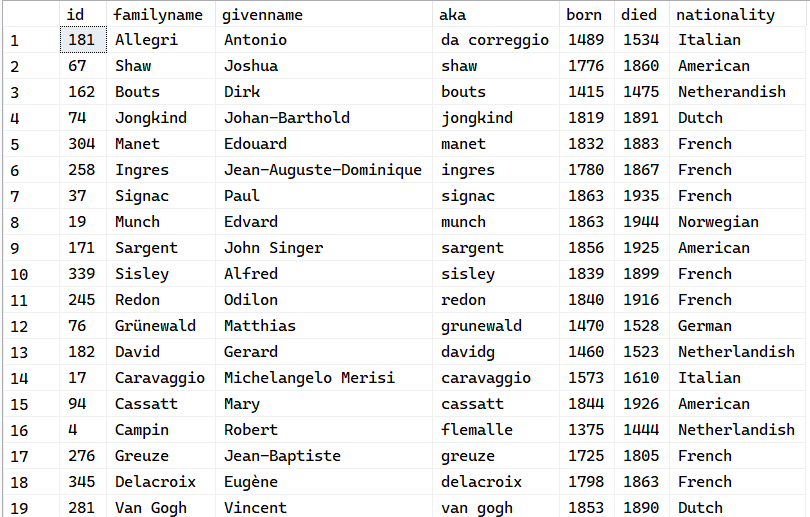 id familyname givenname aka born died nationality
1 181 Allegri Antonio da correggio 1489 1534 Italian
2 67 Shaw Joshua shaw 1776 1860 American
3 162 Bouts Dirk bouts 1415 1475 Netherandish
4 74 Jongkind Johan-Barthold jongkind 1819 1891 Dutch
5 304 Manet Edouard manet 1832 1883 French
6 258 Ingres Jean-Auguste-Dominique ingres 1780 1867 French
7 37 Signac Paul signac 1863 1935 French
8 19 Munch Edvard munch 1863 1944 Norwegian
9 171 Sargent John Singer sargent 1856 1925 American
10 339 Sisley Alfred sisley 1839 1899 French
11 245 Redon Odilon redon 1840 1916 French
12 76 Grünewald Matthias grunewald 1470 1528 German
13 182 David Gerard davidg 1460 1523 Netherlandish
14 17 Caravaggio Michelangelo Merisi caravaggio 1573 1610 Italian
15 94 Cassatt Mary cassatt 1844 1926 American
16 4 Campin Robert flemalle 1375 1444 Netherlandish
17 276 Greuze Jean-Baptiste greuze 1725 1805 French
18 345 Delacroix Eugène delacroix 1798 1863 French
19 281 Van Gogh Vincent van gogh 1853 1890 Dutch